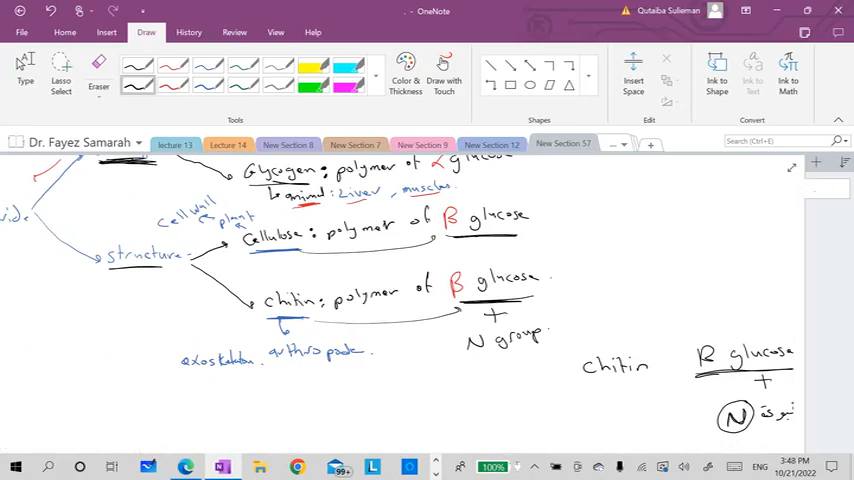 . - OneNote
Qutaiba Sulieman
File Home Insert Draw History Review View Help
Share
Type
Lasso
Select
Eraser
Color &
Thickness
Draw with
Touch
Insert
Space
Ink to
Shape
Ink to
Text
Ink to
Math
Tools
Shapes
Edit
Convert
Dr. Fayez Samarah
lecture 13 Lecture 14 New Section 8 New Section 7 New Section 9 New Section 12 New Section 57
Search (Ctrl+E)
Glycogen: polymer of α glucose
animal: Liver, muscles.
Cell wall
plant
Cellulose: polymer of β glucose
structure
chitin: polymer of β glucose
+
N group.
exoskeleton. arthropods.
chitin β glucose
+
N
99+
100%
ENG
3:48 PM
10/21/2022